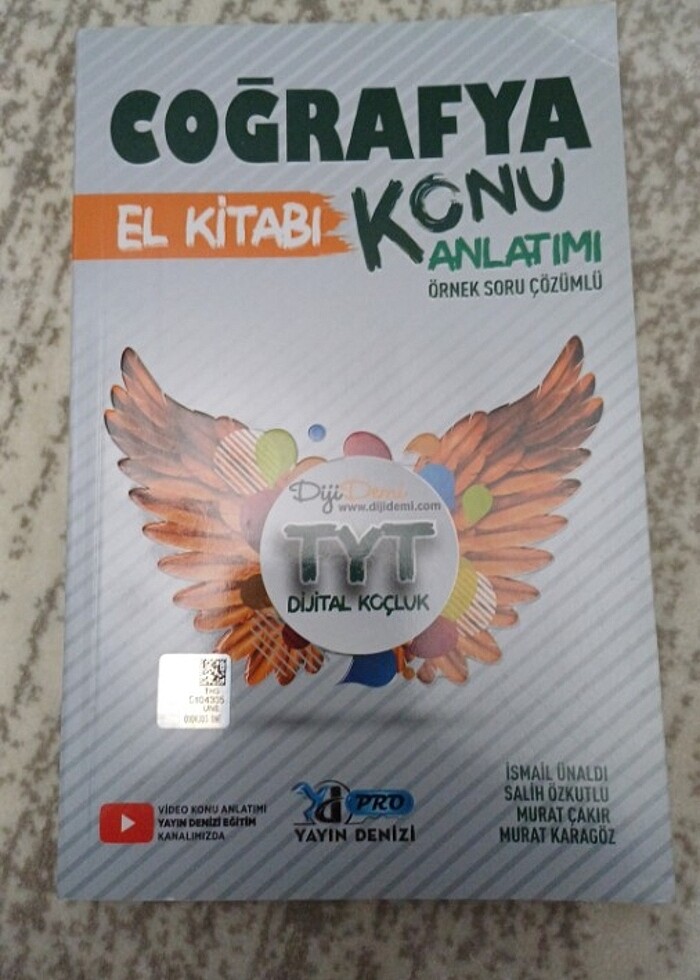 COĞRAFYA
EL KİTABI
KONU
ANLATIMI
ÖRNEK SORU ÇÖZÜMLÜ
DijiDemi
www.dijidemi.com
TYT
DİJİTAL KOÇLUK
VİDEO KONU ANLATIMI
YAYIN DENİZİ EĞİTİM
KANALIMIZDA
PRO
YAYIN DENİZİ
İSMAİL ÜNALDI
SALİH ÖZKUTLU
MURAT ÇAKIR
MURAT KARAGÖZ